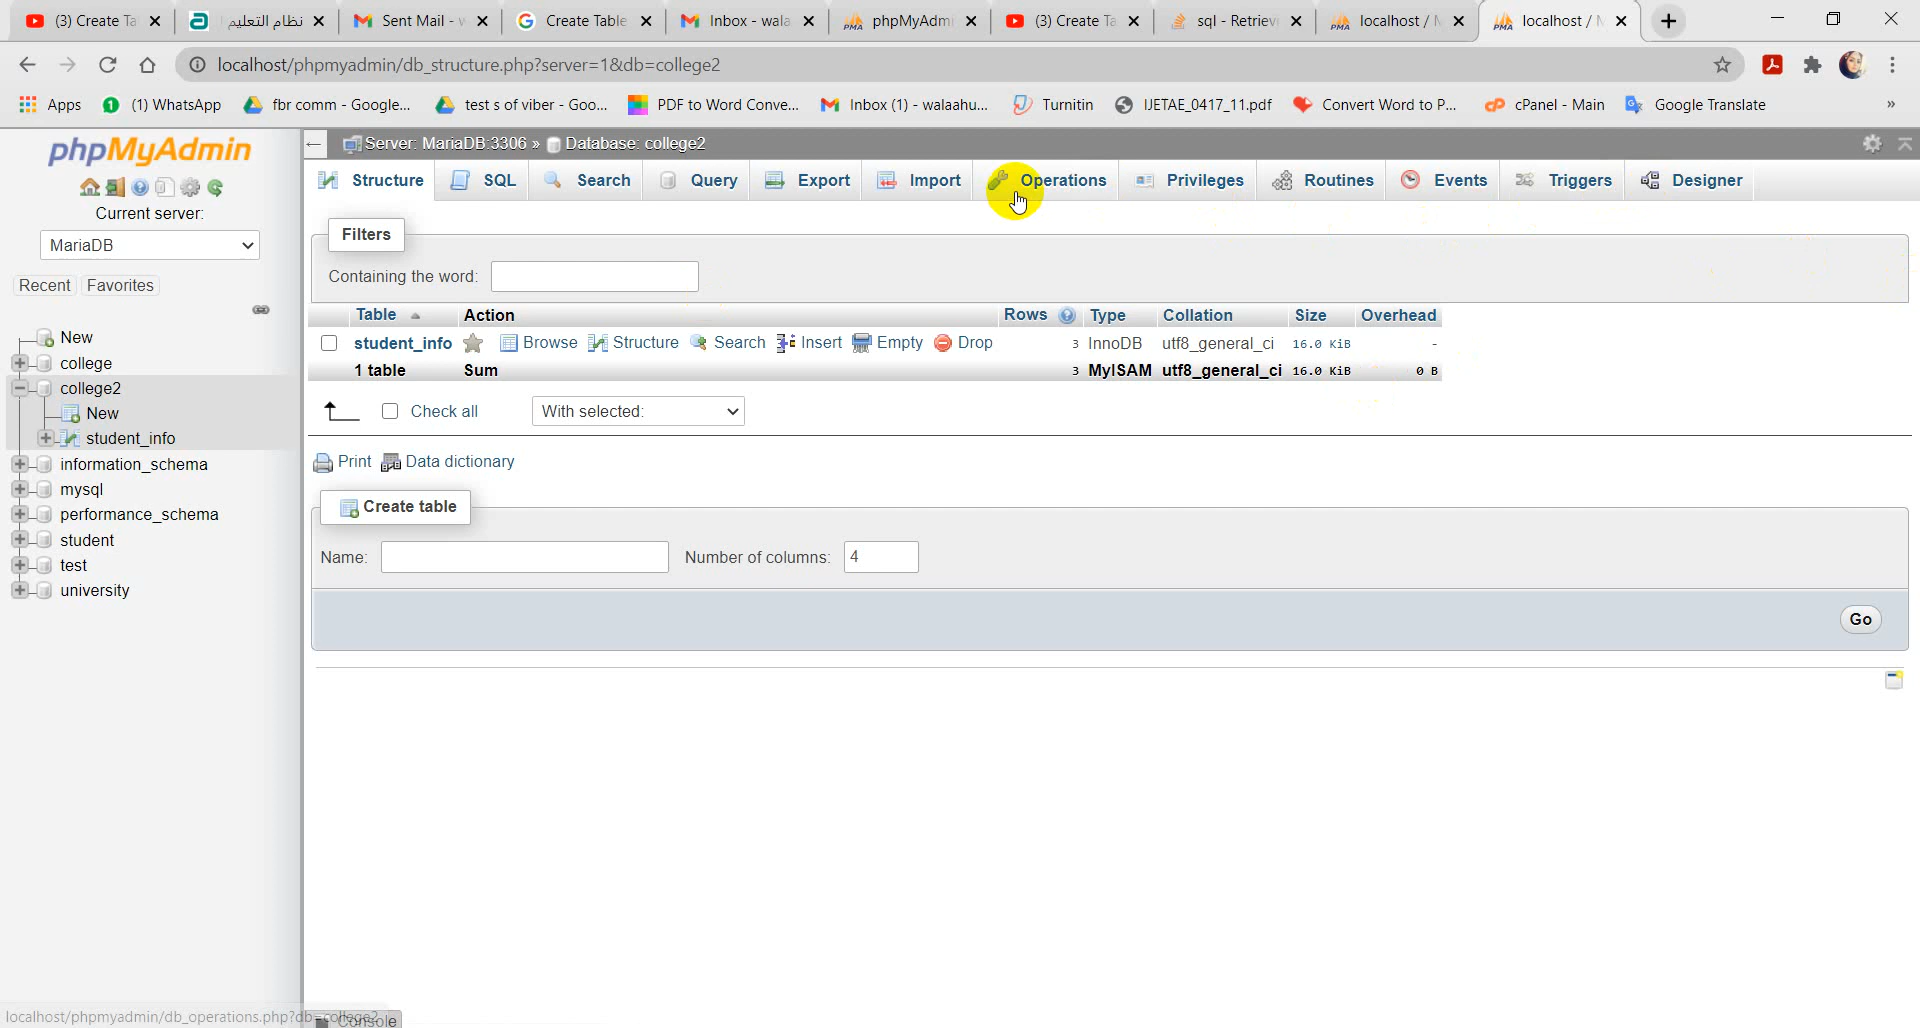 (3) Create Ta
نظام التعليم
Sent Mail - w
Create Table
Inbox - wala
phpMyAdmi
(3) Create Ta
sql - Retriev
localhost / M
localhost / M
localhost/phpmyadmin/db_structure.php?server=1&db=college2
Apps
(1) WhatsApp
fbr comm - Google...
test s of viber - Goo...
PDF to Word Conve...
Inbox (1) - walaahu...
Turnitin
IJETAE_0417_11.pdf
Convert Word to P...
cPanel - Main
Google Translate
»
phpMyAdmin
Current server:
MariaDB
Recent Favorites
New
college
college2
New
student_info
information_schema
mysql
performance_schema
student
test
university
Server: MariaDB:3306 » Database: college2
Structure SQL Search Query Export Import Operations Privileges Routines Events Triggers Designer
Filters
Containing the word:
Table Action Rows Type Collation Size Overhead
student_info Browse Structure Search Insert Empty Drop 3 InnoDB utf8_general_ci 16.0 KiB -
1 table Sum 3 MyISAM utf8_general_ci 16.0 KiB 0 B
Check all With selected:
Print Data dictionary
Create table
Name: Number of columns: 4
Go
localhost/phpmyadmin/db_operations.php?db=college2
Console